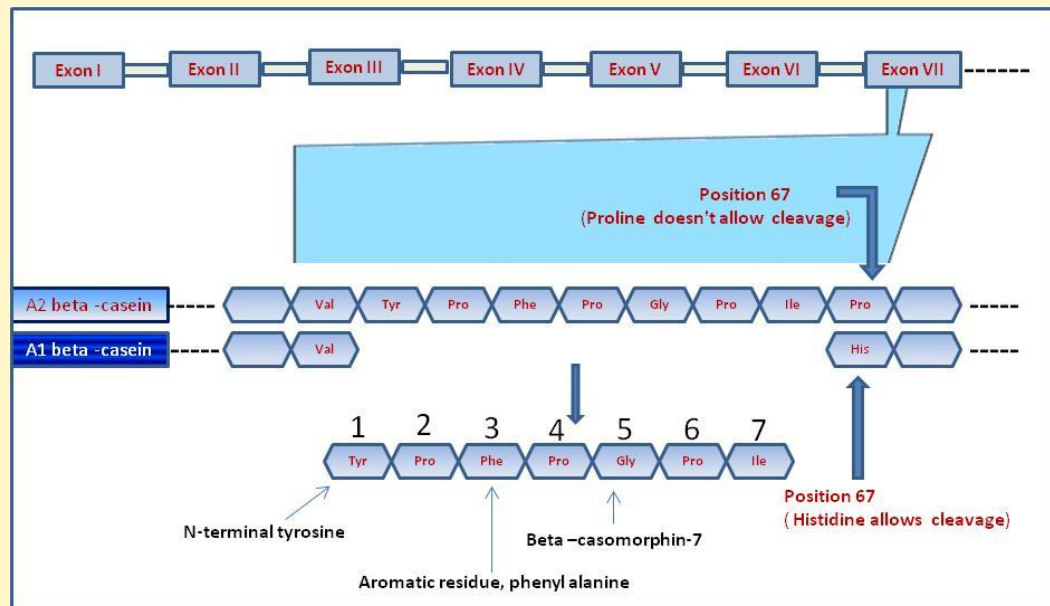 Exon I Exon II Exon III Exon IV Exon V Exon VI Exon VII ------
Position 67
(Proline doesn't allow cleavage)
A2 beta -casein ----- Val Tyr Pro Phe Pro Gly Pro Ile Pro -----
A1 beta -casein ----- Val His -----
1 2 3 4 5 6 7
Tyr Pro Phe Pro Gly Pro Ile
Position 67
( Histidine allows cleavage)
N-terminal tyrosine
Beta –casomorphin-7
Aromatic residue, phenyl alanine